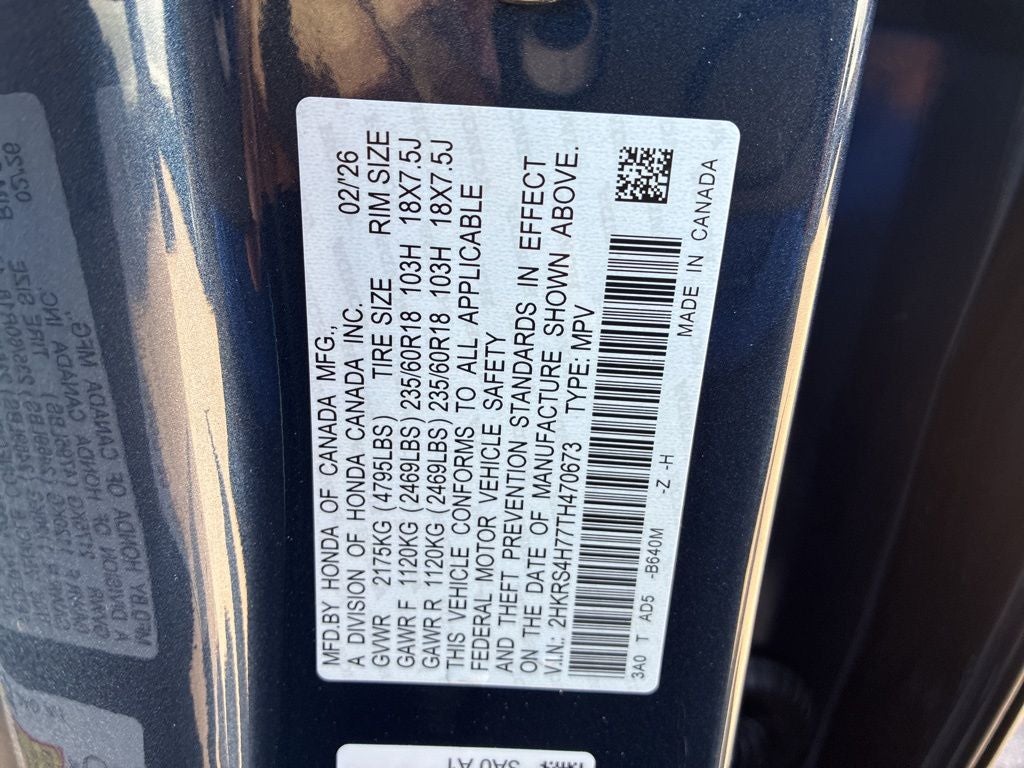 MFD.BY HONDA OF CANADA MFG., 02/'26
A DIVISION OF HONDA CANADA INC.
GVWR 2175KG (4795LBS) TIRE SIZE RIM SIZE
GAWR F 1120KG (2469LBS) 235/60R18 103H 18X7.5J
GAWR R 1120KG (2469LBS) 235/60R18 103H 18X7.5J
THIS VEHICLE CONFORMS TO ALL APPLICABLE
FEDERAL MOTOR VEHICLE SAFETY
AND THEFT PREVENTION STANDARDS IN EFFECT
ON THE DATE OF MANUFACTURE SHOWN ABOVE.
V.I.N.: 2HKRS4H77TH470673 TYPE: MPV
3A0 T AD5 -B640M -Z -H MADE IN CANADA
3A0 A1